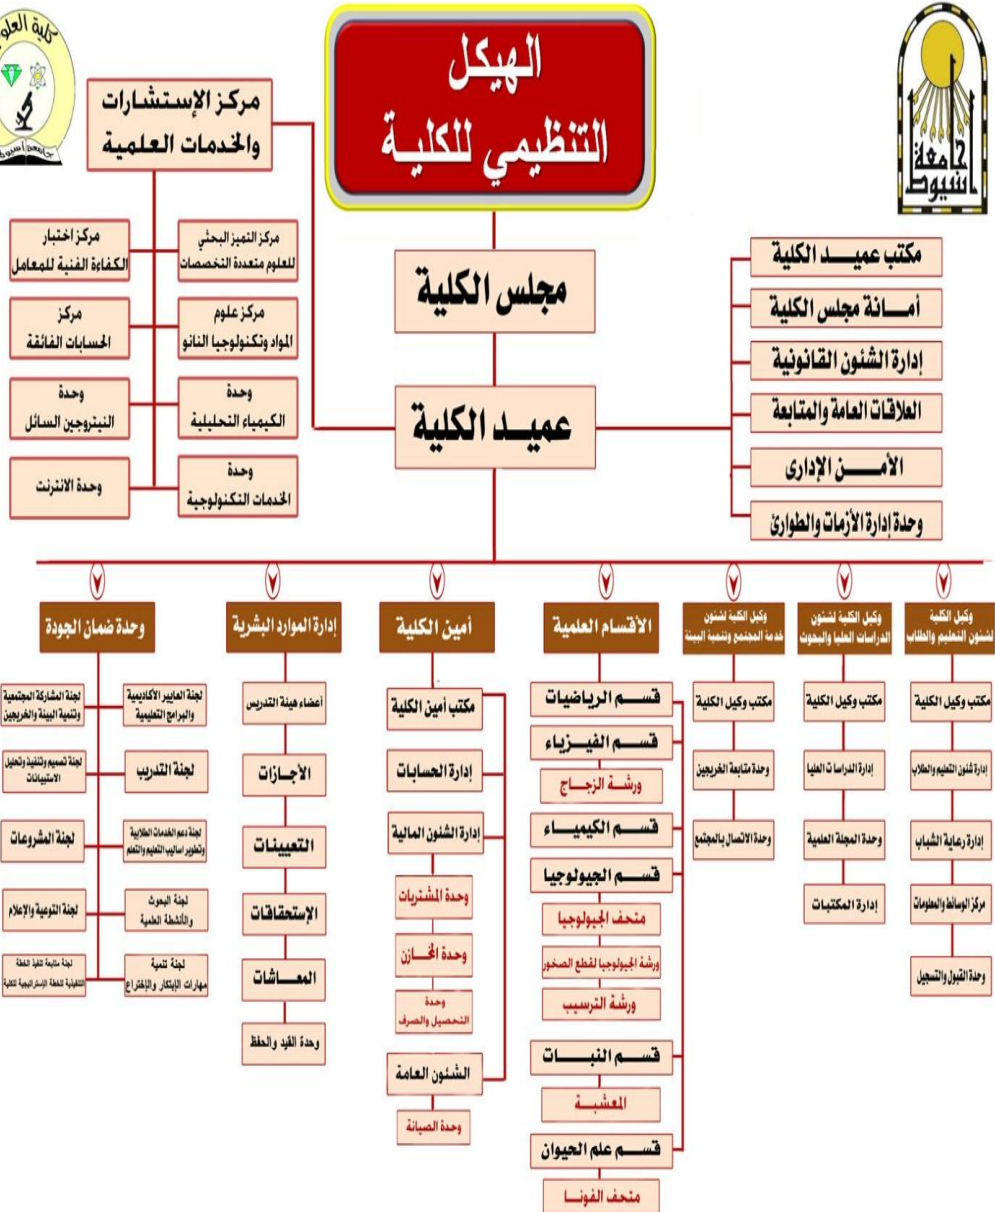 الهيكل
التنظيمي للكلية
كلية العلوم
جامعة أسيوط
جامعة
أسيوط
مجلس الكلية
عميد الكلية
مكتب عميد الكلية
أمانة مجلس الكلية
إدارة الشئون القانونية
العلاقات العامة والمتابعة
الأمن الإدارى
وحدة إدارة الأزمات والطوارئ
مركز الإستشارات
والخدمات العلمية
مركز التميز البحثي
للعلوم متعددة التخصصات
مركز اختبار
الكفاءة الفنية للمعامل
مركز علوم
المواد وتكنولوجيا النانو
مركز
الحسابات الفائقة
وحدة
الكيمياء التحليلية
وحدة
النيتروجين السائل
وحدة
الخدمات التكنولوجية
وحدة الانترنت
وكيل الكلية
لشئون التعليم والطلاب
مكتب وكيل الكلية
إدارة شئون التعليم والطلاب
إدارة رعاية الشباب
مركز الوسائط والمعلومات
وحدة القبول والتسجيل
وكيل الكلية لشئون
الدراسات العليا والبحوث
مكتب وكيل الكلية
إدارة الدراسات العليا
وحدة المجلة العلمية
إدارة المكتبات
وكيل الكلية لشئون
خدمة المجتمع وتنمية البيئة
مكتب وكيل الكلية
وحدة متابعة الخريجين
وحدة الاتصال بالمجتمع
الأقسام العلمية
قسم الرياضيات
قسم الفيزياء
ورشة الزجاج
قسم الكيمياء
قسم الجيولوجيا
متحف الجيولوجيا
ورشة الجيولوجيا لقطع الصخور
ورشة الترسيب
قسم النبات
المعشبة
قسم علم الحيوان
متحف الفونا
أمين الكلية
مكتب أمين الكلية
إدارة الحسابات
إدارة الشئون المالية
وحدة المشتريات
وحدة المخازن
وحدة
التحصيل والصرف
الشئون العامة
وحدة الصيانة
إدارة الموارد البشرية
أعضاء هيئة التدريس
الأجازات
التعيينات
الإستحقاقات
المعاشات
وحدة القيد والحفظ
وحدة ضمان الجودة
لجنة المعايير الأكاديمية
والبرامج التعليمية
لجنة المشاركة المجتمعية
وتنمية البيئة والخريجين
لجنة التدريب
لجنة تصميم وتنفيذ وتحليل
الاستبيانات
لجنة دعم الخدمات الطلابية
وتطوير اساليب التعليم والتعلم
لجنة المشروعات
لجنة البحوث
والأنشطة العلمية
لجنة التوعية والإعلام
لجنة تنمية
مهارات الإبتكار والإختراع
لجنة متابعة تنفيذ الخطة
التنفيذية للخطة الإستراتيجية للكلية